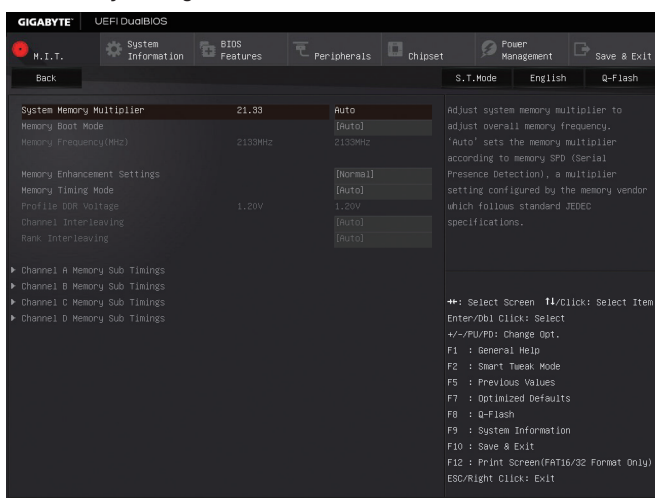 GIGABYTE™ UEFI DualBIOS
M.I.T.
System Information
BIOS Features
Peripherals
Chipset
Power Management
Save & Exit
Back
S.T.Mode English Q-Flash
System Memory Multiplier 21.33 Auto
Memory Boot Mode [Auto]
Memory Frequency(MHz) 2133MHz 2133MHz
Memory Enhancement Settings [Normal]
Memory Timing Mode [Auto]
Profile DDR Voltage 1.20V 1.20V
Channel Interleaving [Auto]
Rank Interleaving [Auto]
Channel A Memory Sub Timings
Channel B Memory Sub Timings
Channel C Memory Sub Timings
Channel D Memory Sub Timings
Adjust system memory multiplier to
adjust overall memory frequency.
'Auto' sets the memory multiplier
according to memory SPD (Serial
Presence Detection), a multiplier
setting configured by the memory vendor
which follows standard JEDEC
specifications.
→←: Select Screen ↑↓/Click: Select Item
Enter/Dbl Click: Select
+/-/PU/PD: Change Opt.
F1 : General Help
F2 : Smart Tweak Mode
F5 : Previous Values
F7 : Optimized Defaults
F8 : Q-Flash
F9 : System Information
F10 : Save & Exit
F12 : Print Screen(FAT16/32 Format Only)
ESC/Right Click: Exit